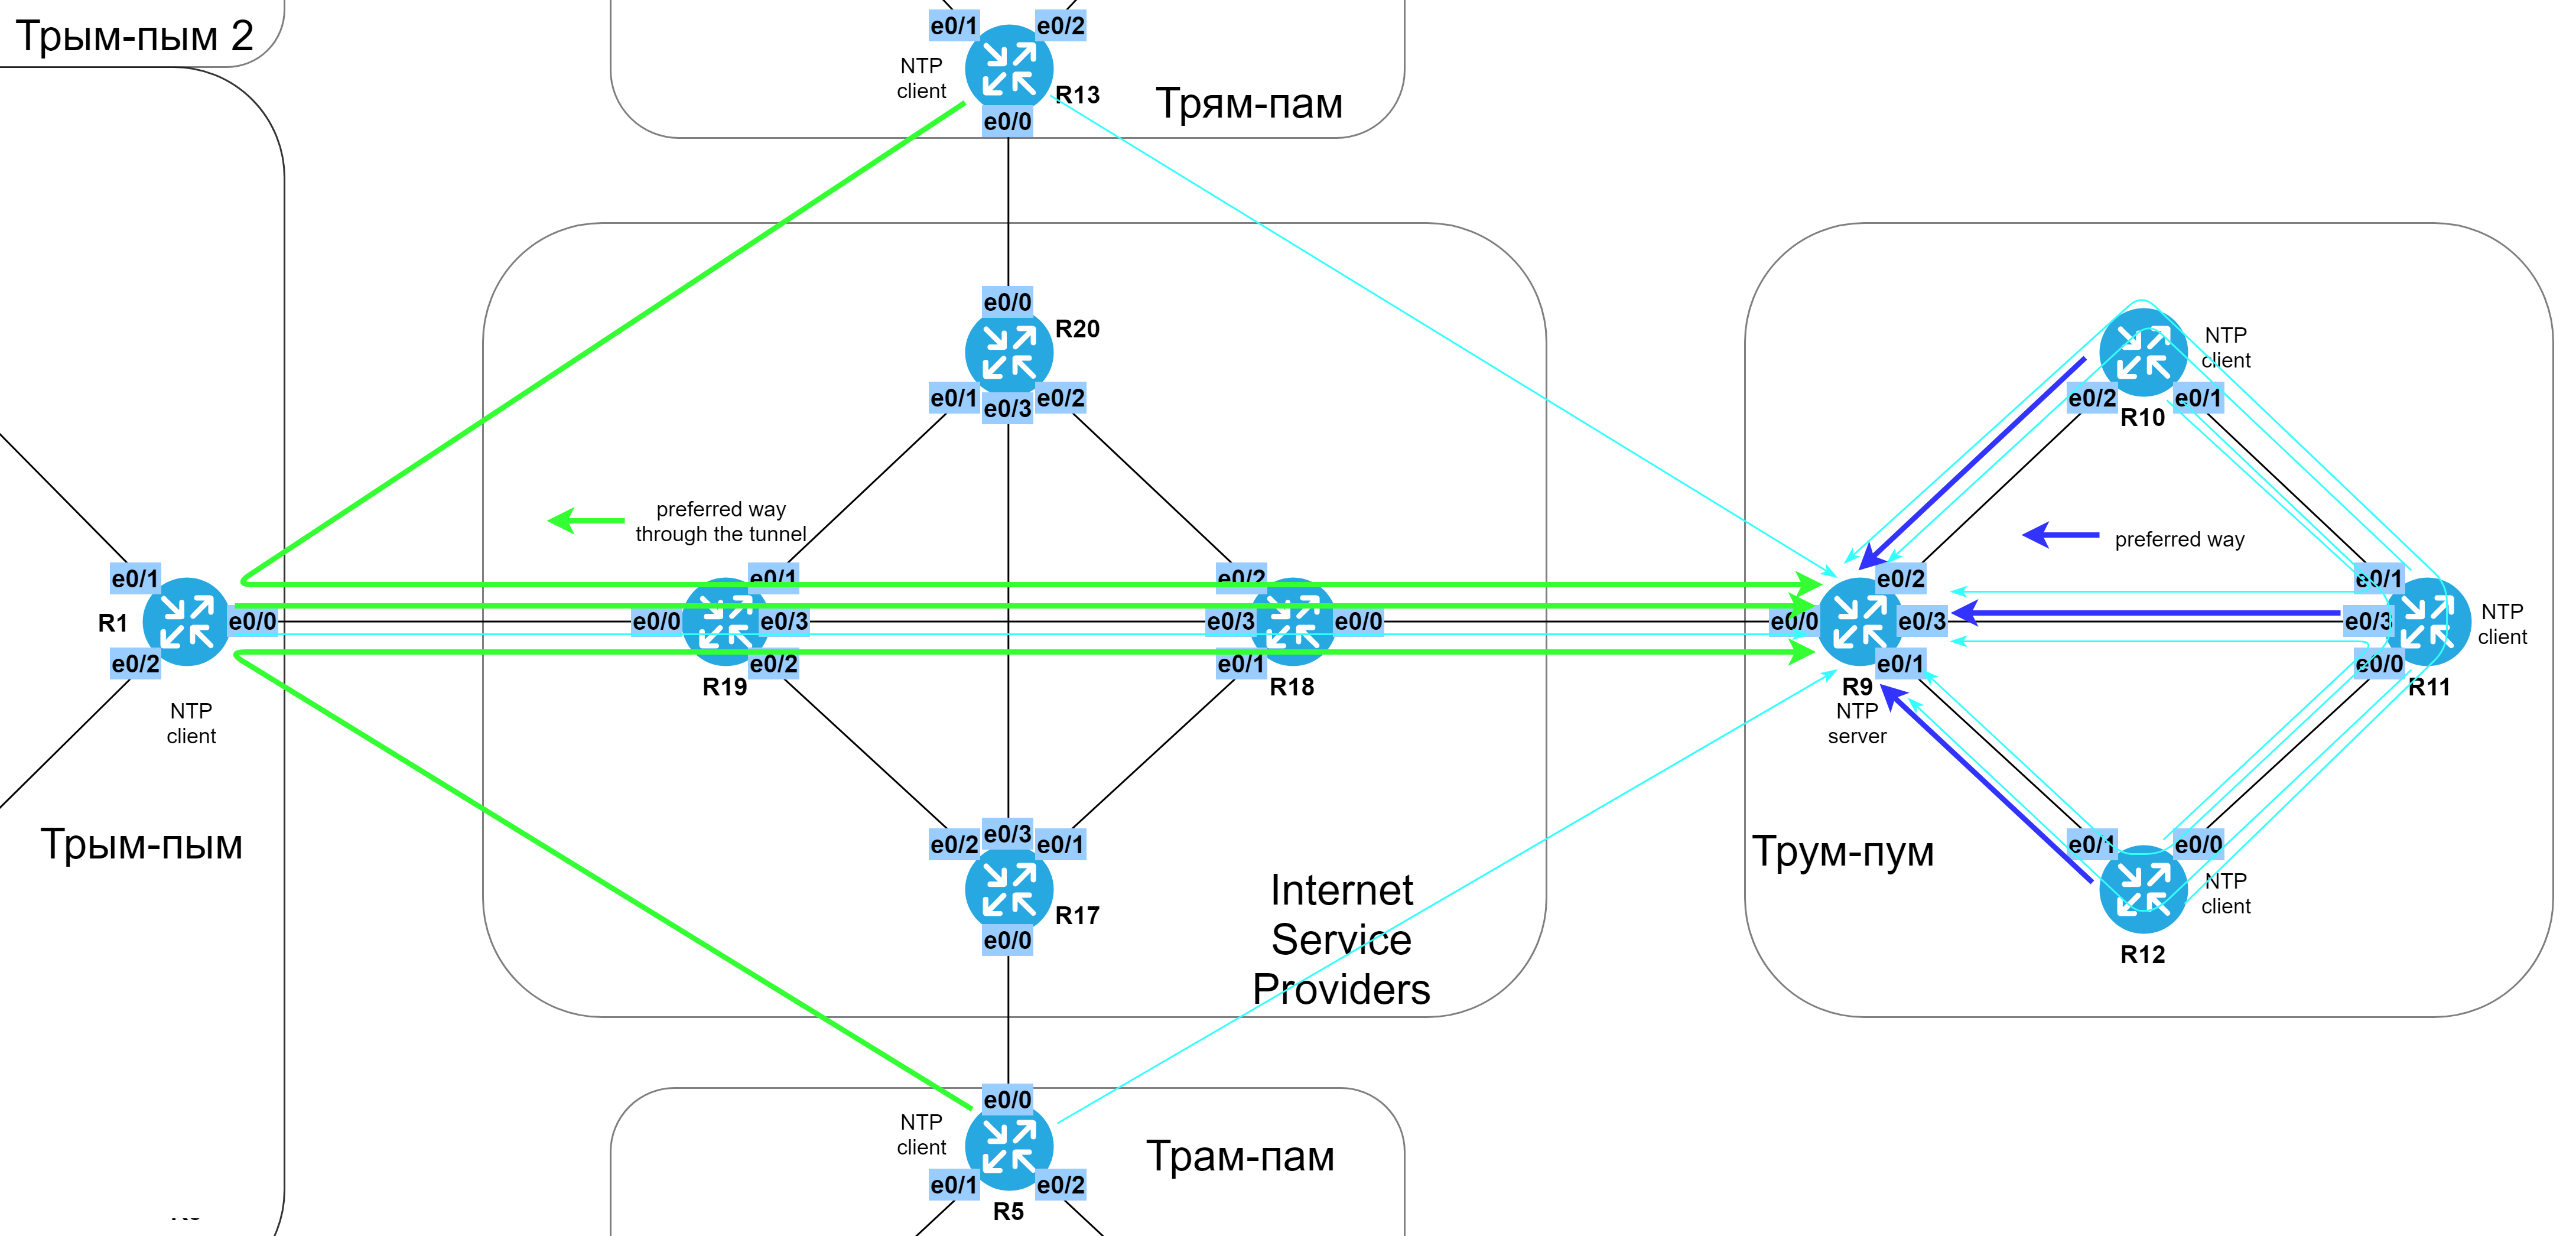 Трым-пым 2
e0/1
e0/2
NTP
client
R13
e0/0
Трям-пам
e0/0
R20
e0/1
e0/3
e0/2
preferred way
through the tunnel
e0/1
R1
e0/0
e0/2
NTP
client
Трым-пым
e0/1
e0/0
e0/3
e0/2
R19
e0/2
e0/3
e0/0
e0/1
R18
e0/3
e0/2
e0/1
R17
e0/0
Internet
Service
Providers
NTP
client
e0/2
e0/1
R10
preferred way
e0/2
e0/0
e0/3
e0/1
R9
NTP
server
e0/1
e0/3
e0/0
R11
NTP
client
Трум-пум
e0/1
e0/0
NTP
client
R12
e0/0
NTP
client
Трам-пам
e0/1
e0/2
R5